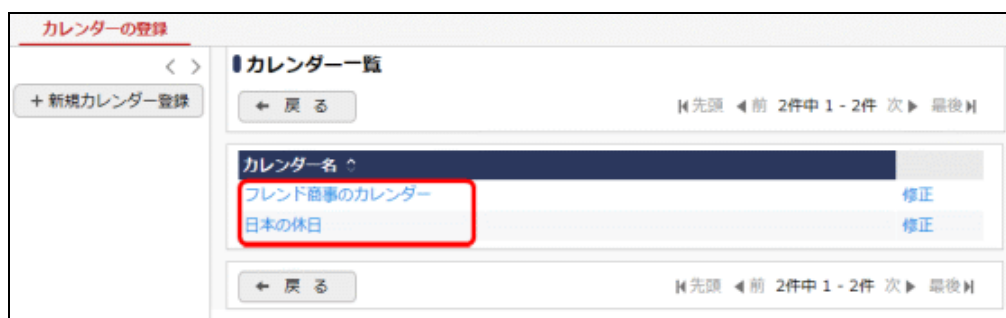 カレンダーの登録
< >
+ 新規カレンダー登録
カレンダー一覧
← 戻 る
先頭 ◀前 2件中 1 - 2件 次▶ 最後
カレンダー名
フレンド商事のカレンダー 修正
日本の休日 修正
← 戻 る
先頭 ◀前 2件中 1 - 2件 次▶ 最後